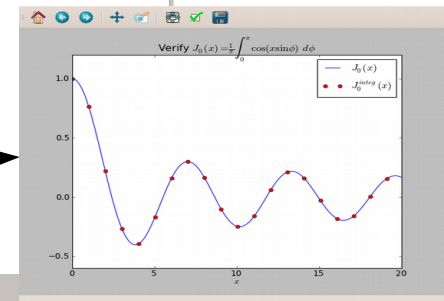 Verify J₀(x) = 1/π ∫₀^π cos(x sinϕ) dϕ
J₀(x)
J₀^integ(x)
1.0
0.5
0.0
−0.5
0 5 10 15 20
x